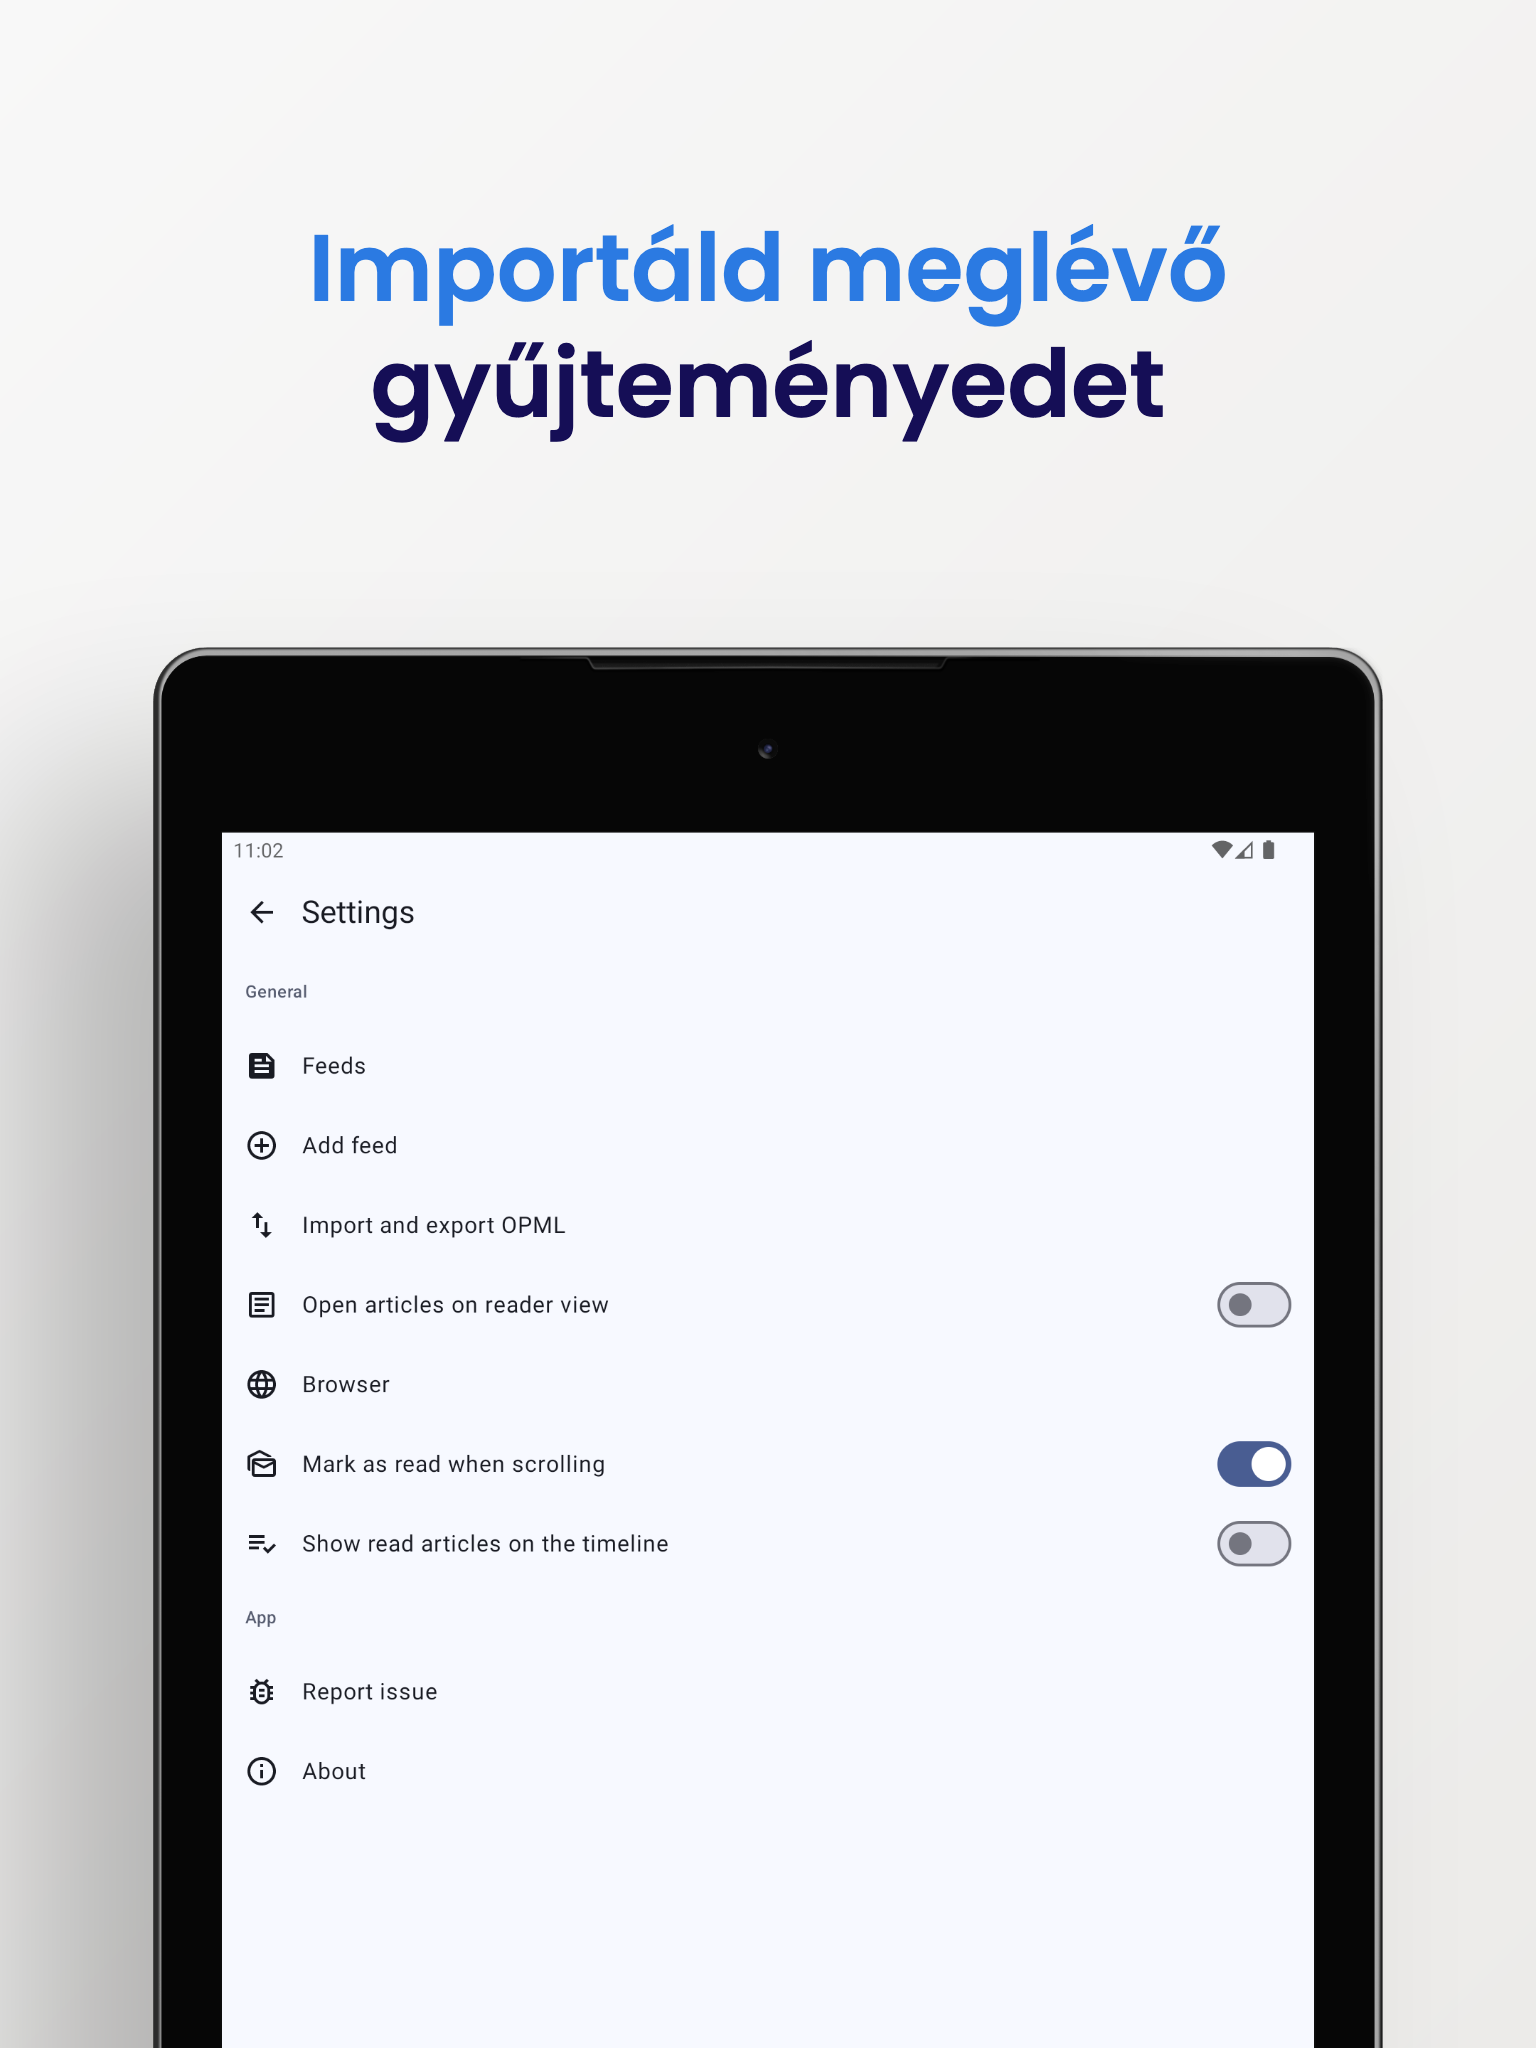 Importáld meglévő
gyűjteményedet
11:02
Settings
General
Feeds
Add feed
Import and export OPML
Open articles on reader view
Browser
Mark as read when scrolling
Show read articles on the timeline
App
Report issue
About